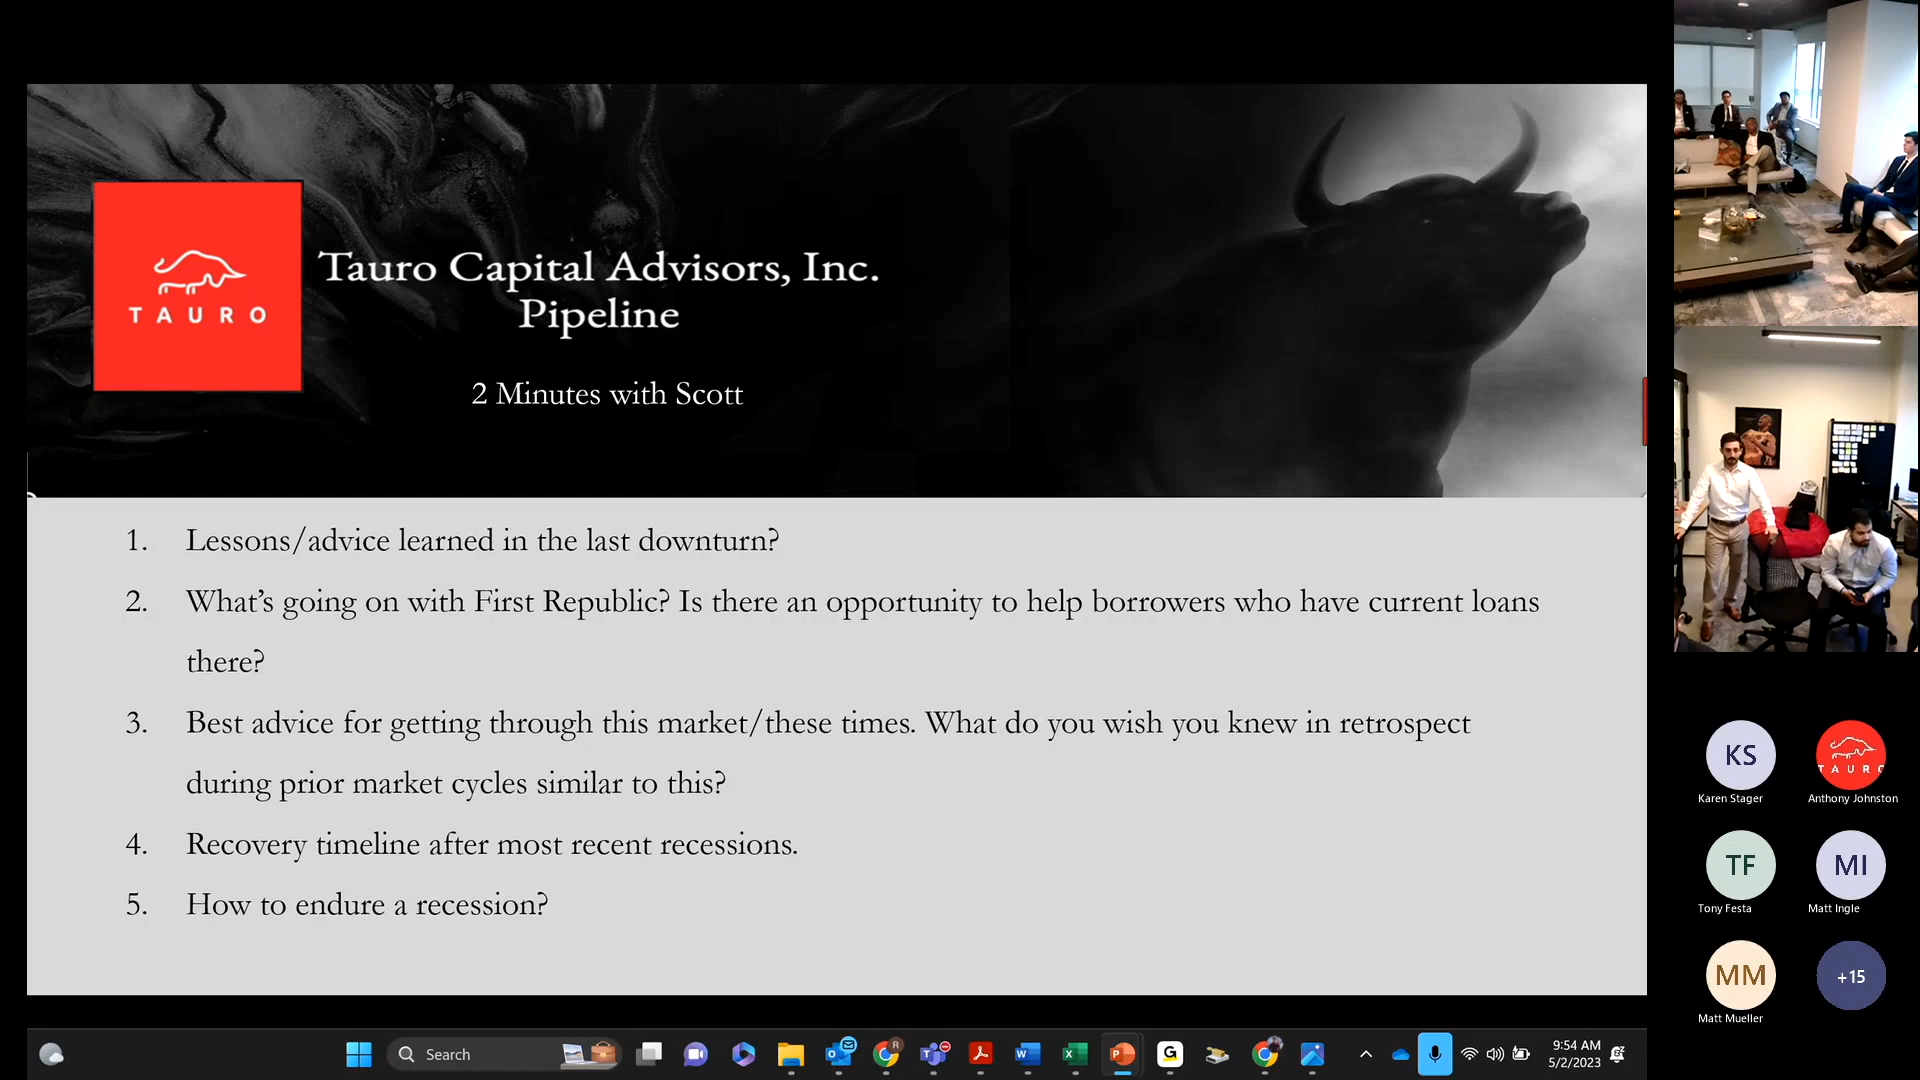 TAURO
Tauro Capital Advisors, Inc.
Pipeline
2 Minutes with Scott
1. Lessons/advice learned in the last downturn?
2. What’s going on with First Republic? Is there an opportunity to help borrowers who have current loans
there?
3. Best advice for getting through this market/these times. What do you wish you knew in retrospect
during prior market cycles similar to this?
4. Recovery timeline after most recent recessions.
5. How to endure a recession?
KS
Karen Stager
TAURO
Anthony Johnston
TF
Tony Festa
MI
Matt Ingle
MM
Matt Mueller
+15
Search
9:54 AM
5/2/2023